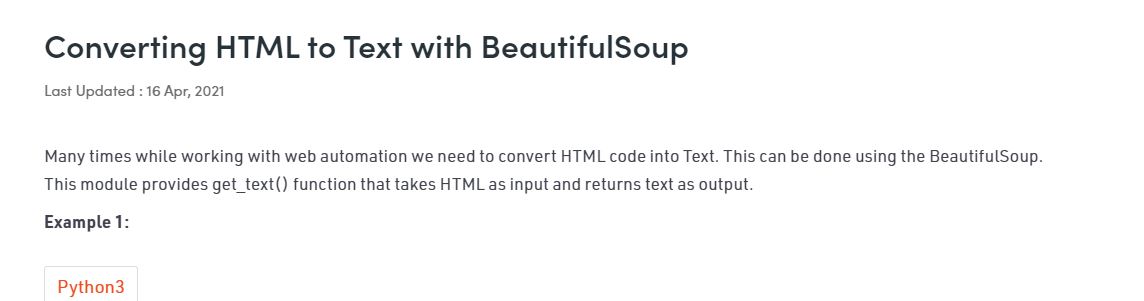 Converting HTML to Text with BeautifulSoup
Last Updated : 16 Apr, 2021
Many times while working with web automation we need to convert HTML code into Text. This can be done using the BeautifulSoup.
This module provides get_text() function that takes HTML as input and returns text as output.
Example 1:
Python3